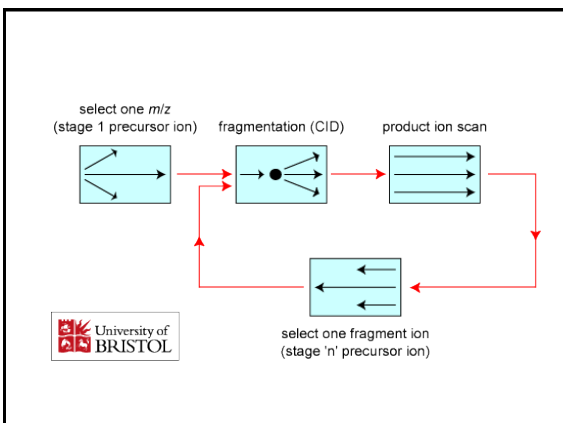 select one m/z
(stage 1 precursor ion)
fragmentation (CID)
product ion scan
select one fragment ion
(stage 'n' precursor ion)
University of
BRISTOL